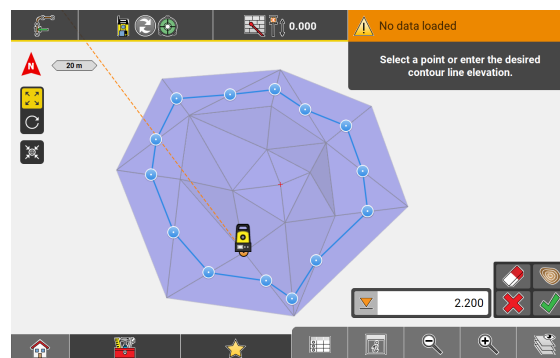 0.000
No data loaded
Select a point or enter the desired
contour line elevation.
N
20 m
2.200